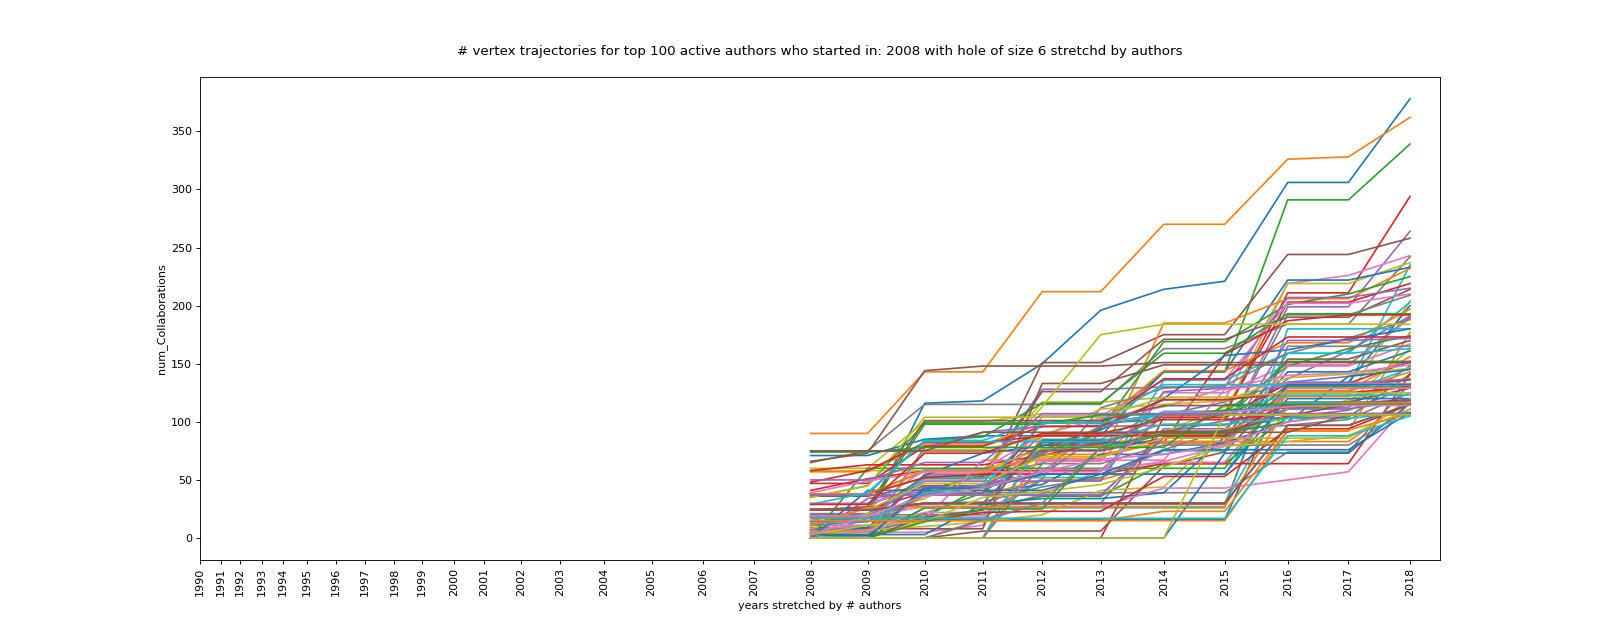 # vertex trajectories for top 100 active authors who started in: 2008 with hole of size 6 stretchd by authors
num_Collaborations
350
300
250
200
150
100
50
0
1990 1991 1992 1993 1994 1995 1996 1997 1998 1999 2000 2001 2002 2003 2004 2005 2006 2007 2008 2009 2010 2011 2012 2013 2014 2015 2016 2017 2018
years stretched by # authors